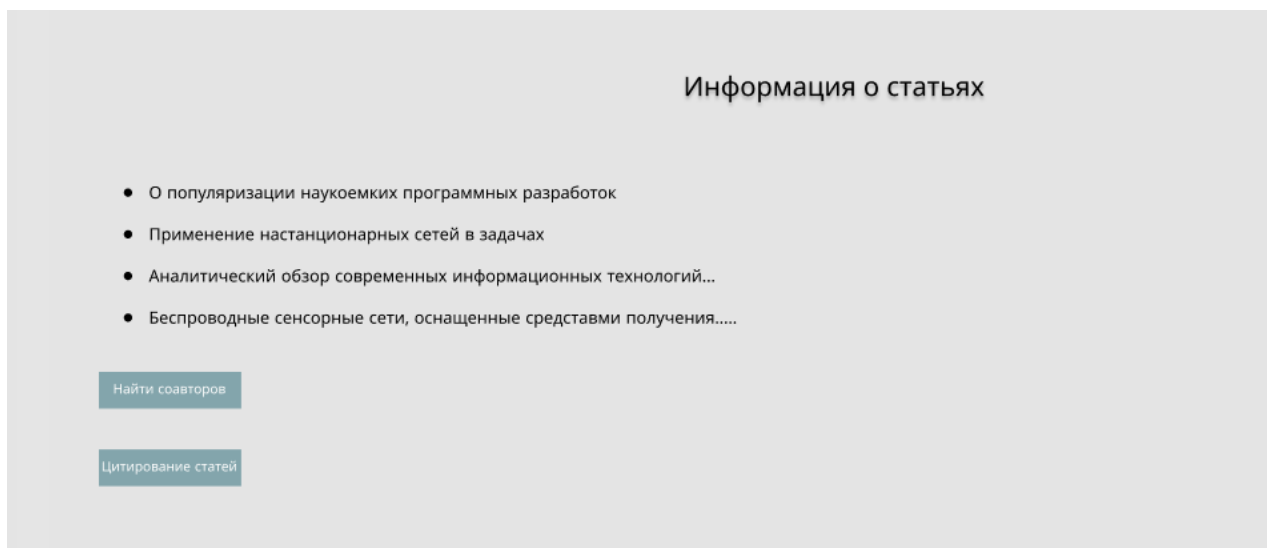 Информация о статьях
О популяризации наукоемких программных разработок
Применение настанционарных сетей в задачах
Аналитический обзор современных информационных технологий...
Беспроводные сенсорные сети, оснащенные средставми получения.....
Найти соавторов
Цитирование статей